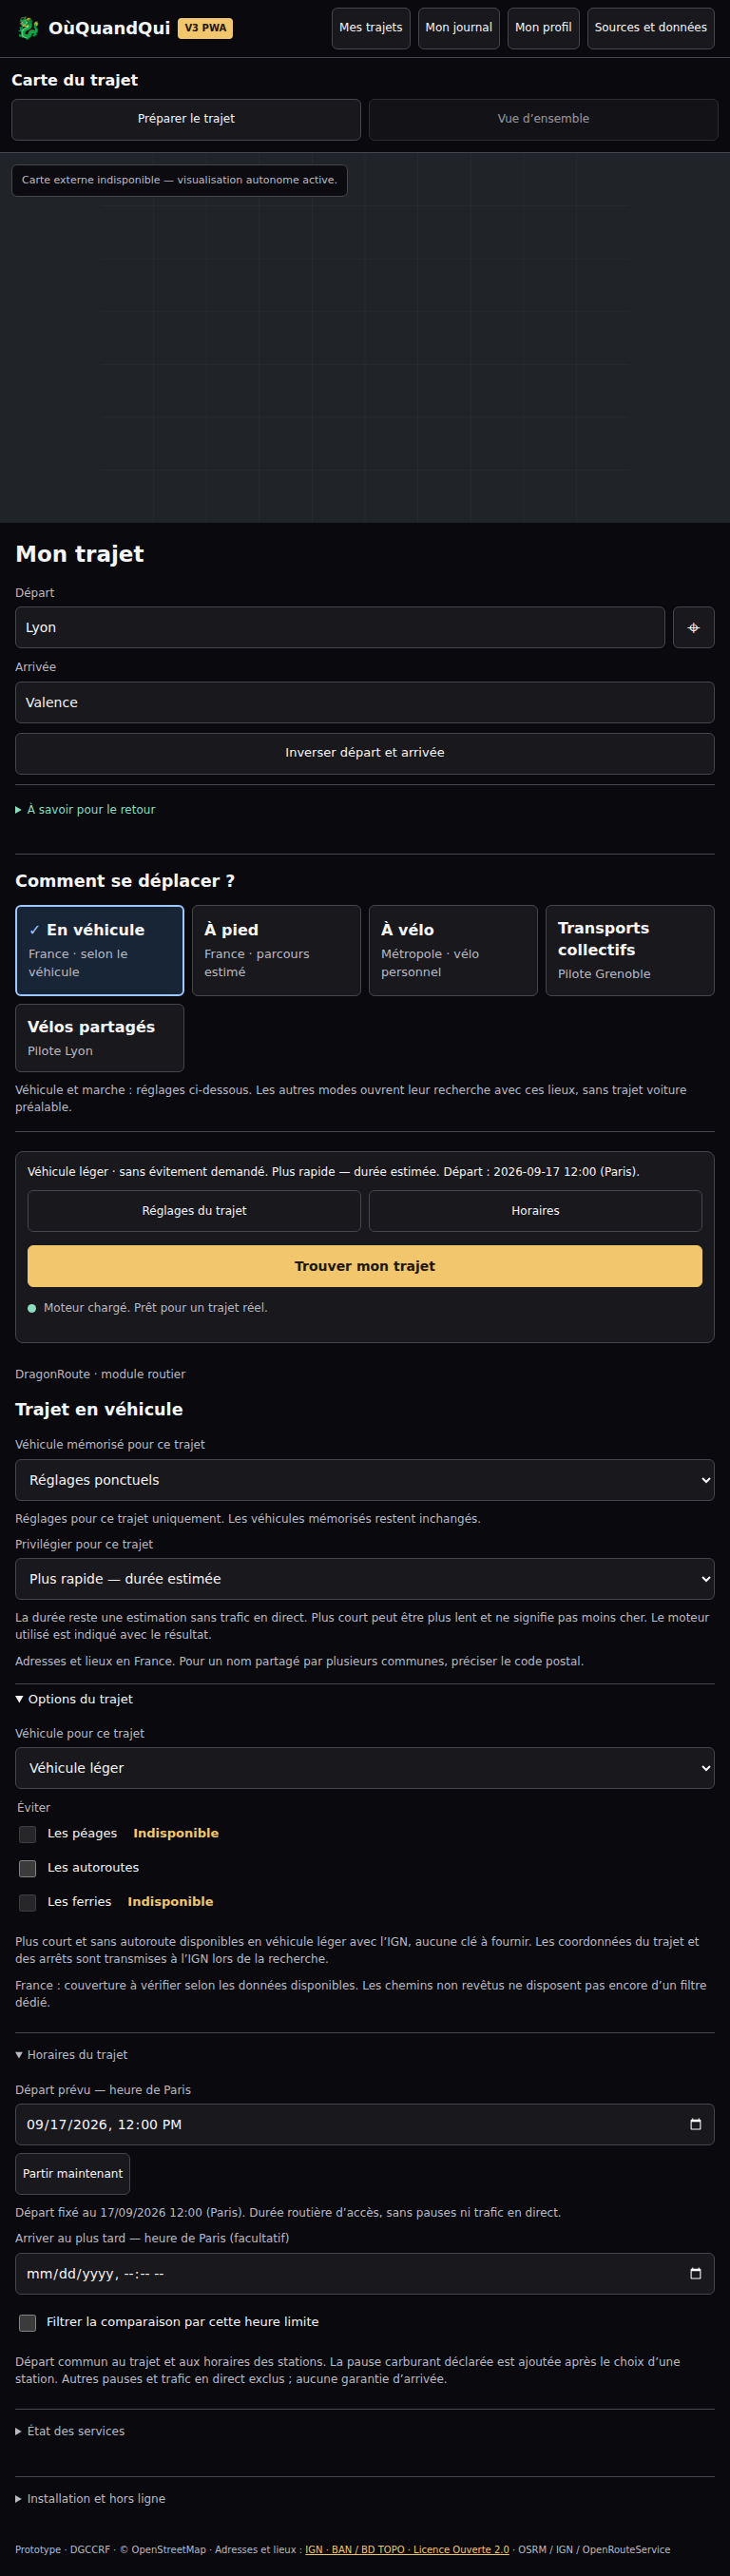 OùQuandQui V3 PWA
Mes trajets Mon journal Mon profil Sources et données
Carte du trajet
Préparer le trajet Vue d’ensemble
Carte externe indisponible — visualisation autonome active.
Mon trajet
Départ
Lyon
Arrivée
Valence
Inverser départ et arrivée
À savoir pour le retour
Comment se déplacer ?
✓ En véhicule
France · selon le
véhicule
À pied
France · parcours
estimé
À vélo
Métropole · vélo
personnel
Transports
collectifs
Pilote Grenoble
Vélos partagés
Pilote Lyon
Véhicule et marche : réglages ci-dessous. Les autres modes ouvrent leur recherche avec ces lieux, sans trajet voiture
préalable.
Véhicule léger · sans évitement demandé. Plus rapide — durée estimée. Départ : 2026-09-17 12:00 (Paris).
Réglages du trajet Horaires
Trouver mon trajet
Moteur chargé. Prêt pour un trajet réel.
DragonRoute · module routier
Trajet en véhicule
Véhicule mémorisé pour ce trajet
Réglages ponctuels
Réglages pour ce trajet uniquement. Les véhicules mémorisés restent inchangés.
Privilégier pour ce trajet
Plus rapide — durée estimée
La durée reste une estimation sans trafic en direct. Plus court peut être plus lent et ne signifie pas moins cher. Le moteur
utilisé est indiqué avec le résultat.
Adresses et lieux en France. Pour un nom partagé par plusieurs communes, préciser le code postal.
Options du trajet
Véhicule pour ce trajet
Véhicule léger
Éviter
Les péages Indisponible
Les autoroutes
Les ferries Indisponible
Plus court et sans autoroute disponibles en véhicule léger avec l’IGN, aucune clé à fournir. Les coordonnées du trajet et
des arrêts sont transmises à l’IGN lors de la recherche.
France : couverture à vérifier selon les données disponibles. Les chemins non revêtus ne disposent pas encore d’un filtre
dédié.
Horaires du trajet
Départ prévu — heure de Paris
09/17/2026, 12:00 PM
Partir maintenant
Départ fixé au 17/09/2026 12:00 (Paris). Durée routière d’accès, sans pauses ni trafic en direct.
Arriver au plus tard — heure de Paris (facultatif)
mm/dd/yyyy, --:-- --
Filtrer la comparaison par cette heure limite
Départ commun au trajet et aux horaires des stations. La pause carburant déclarée est ajoutée après le choix d’une
station. Autres pauses et trafic en direct exclus ; aucune garantie d’arrivée.
État des services
Installation et hors ligne
Prototype · DGCCRF · © OpenStreetMap · Adresses et lieux : IGN · BAN / BD TOPO · Licence Ouverte 2.0 · OSRM / IGN / OpenRouteService